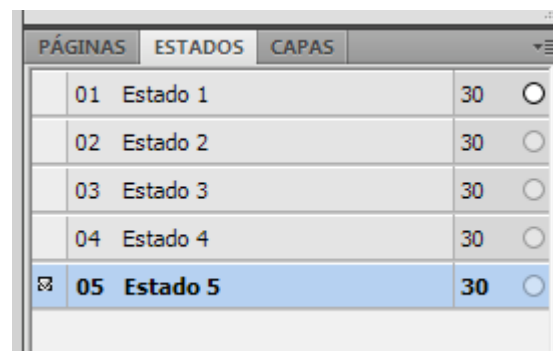 PÁGINAS ESTADOS CAPAS
01 Estado 1 30
02 Estado 2 30
03 Estado 3 30
04 Estado 4 30
05 Estado 5 30